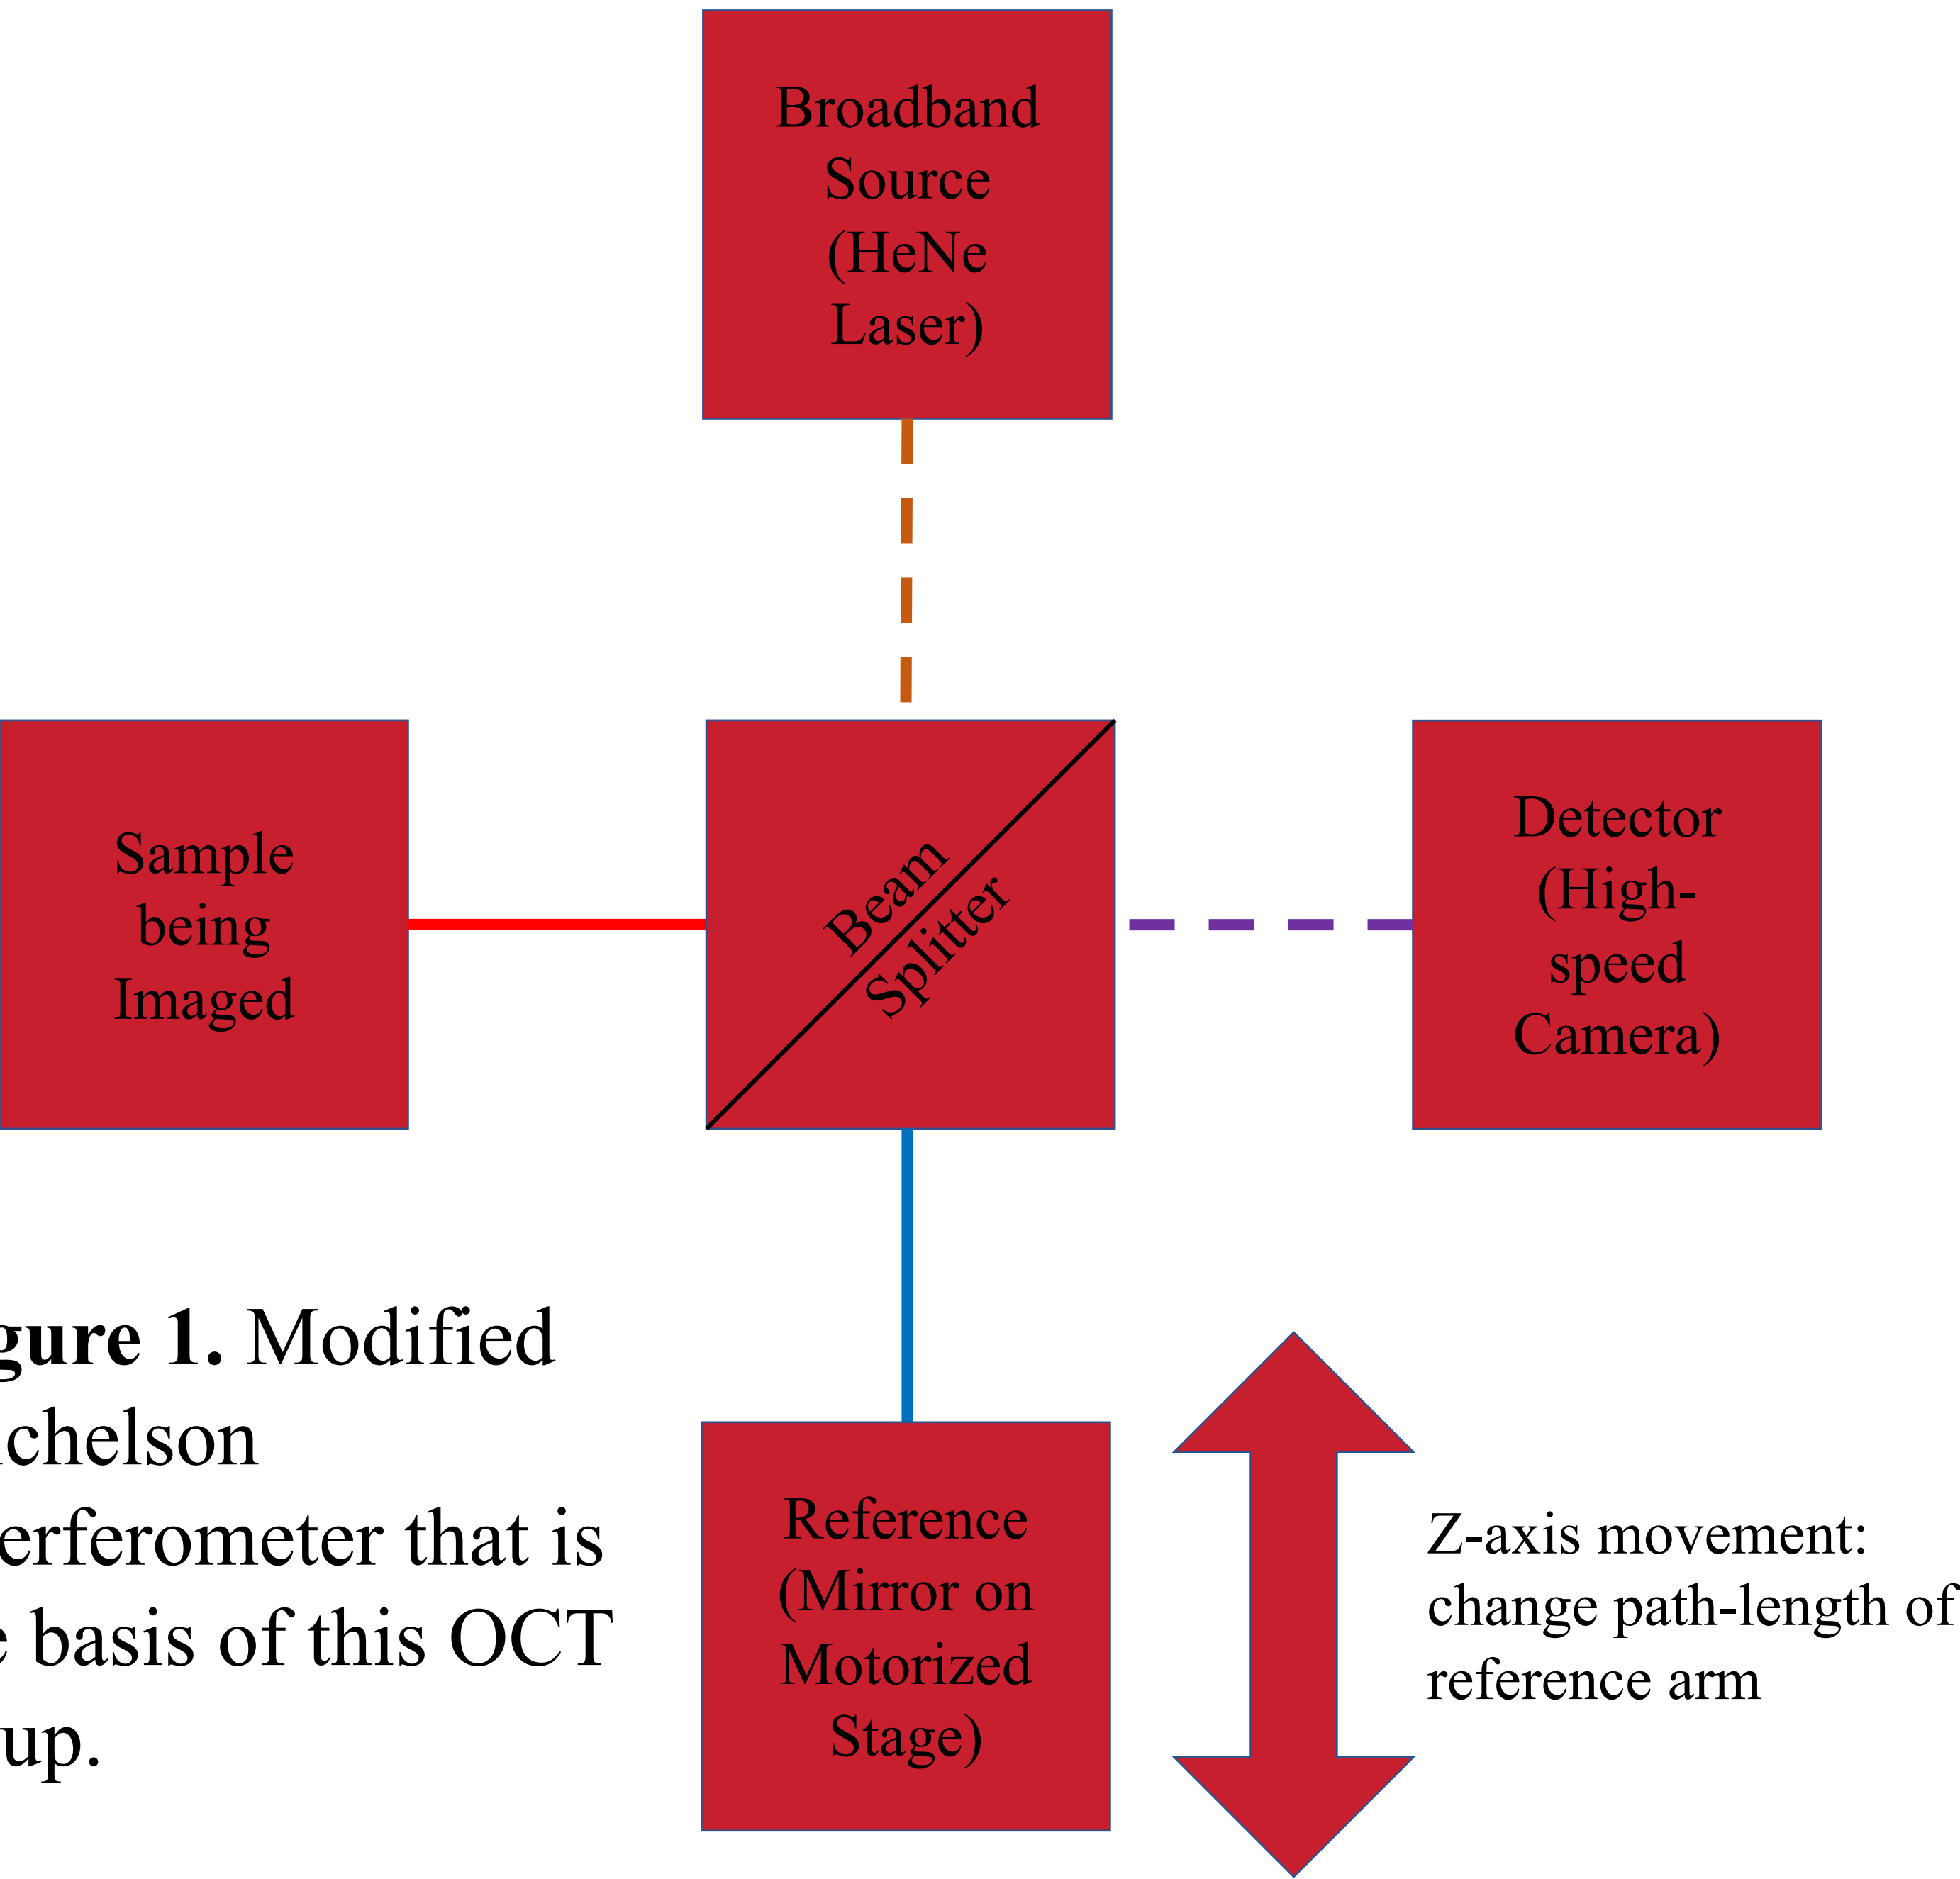 Broadband
Source
(HeNe
Laser)
Sample
being
Imaged
Beam
Splitter
Detector
(High-
speed
Camera)
gure 1. Modified
chelson
erferometer that is
e basis of this OCT
up.
Reference
(Mirror on
Motorized
Stage)
Z-axis movement:
change path-length of
reference arm